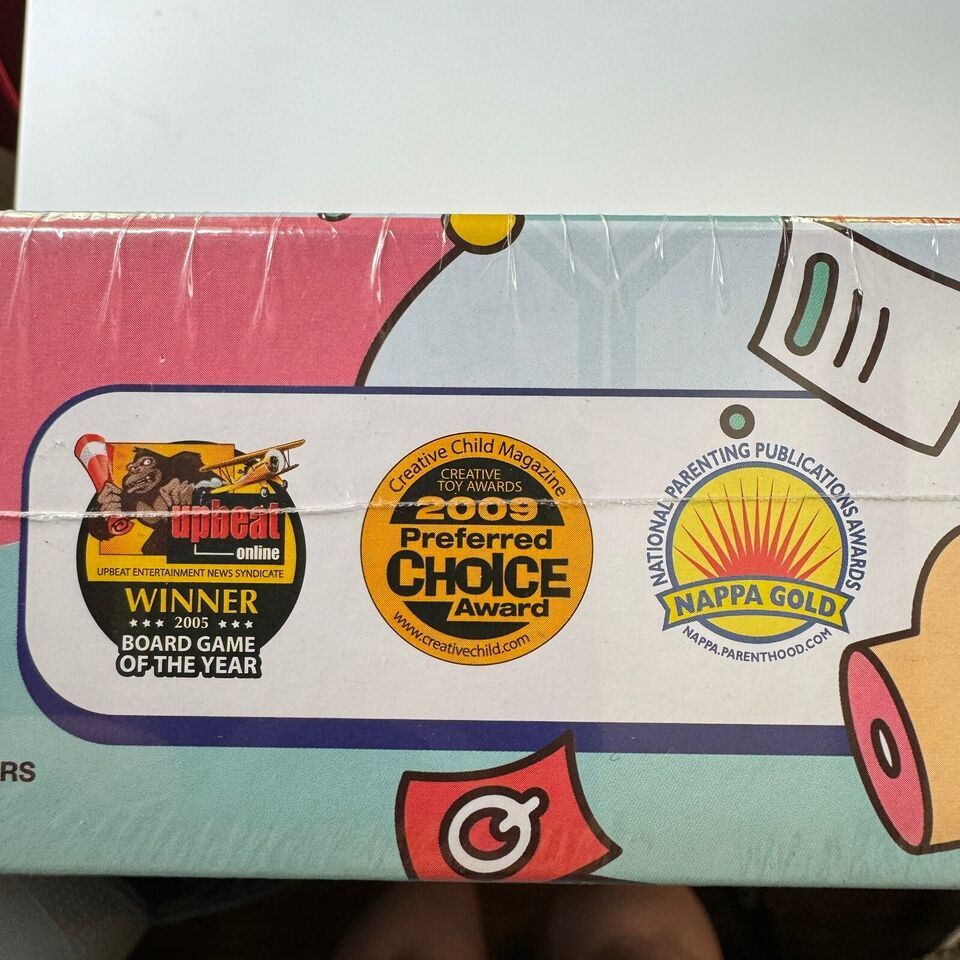 upbeat
online
UPBEAT ENTERTAINMENT NEWS SYNDICATE
WINNER
2005
BOARD GAME
OF THE YEAR
Creative Child Magazine
CREATIVE
TOY AWARDS
2009
Preferred
CHOICE
Award
www.creativechild.com
NATIONAL PARENTING PUBLICATIONS AWARDS
NAPPA GOLD
NAPPA.PARENTHOOD.COM
RS